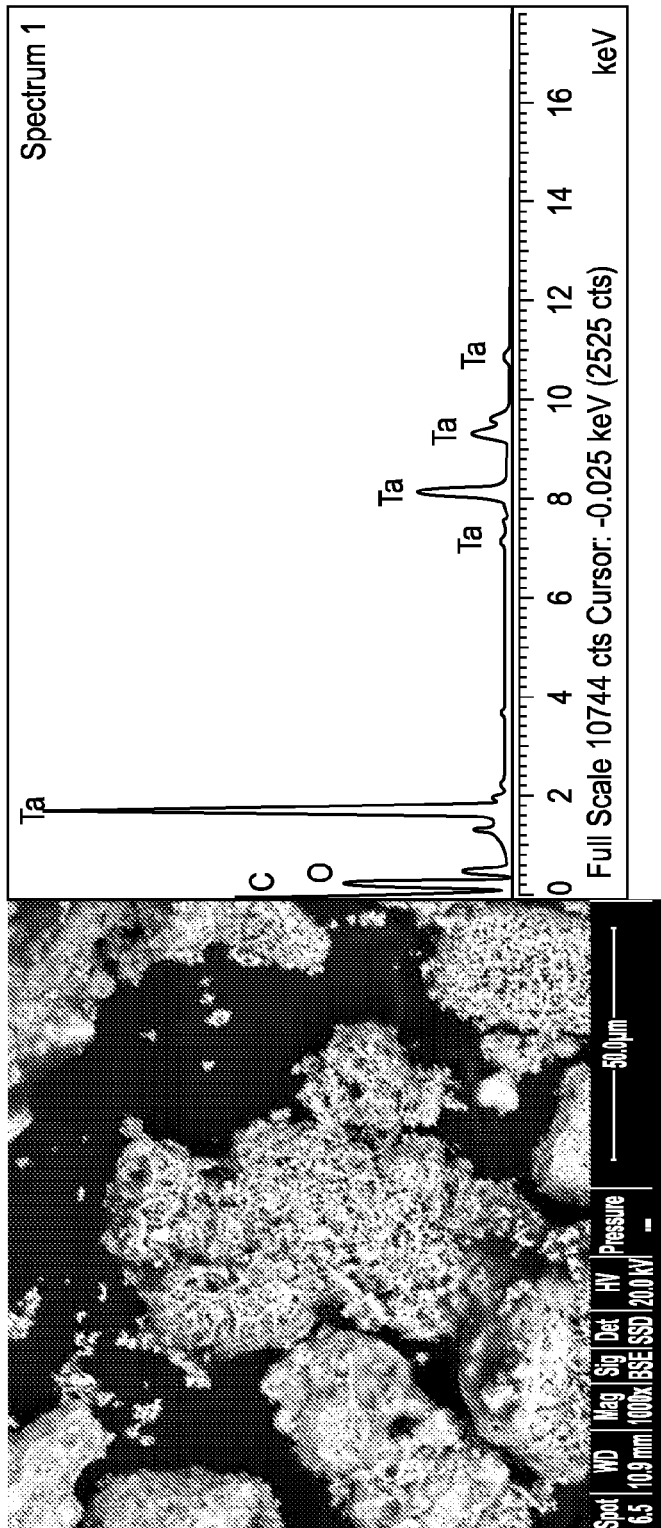 Spot WD Mag Sig Det HV Pressure
6.5 10.9 mm 1000x BSE SSD 20.0 kV ---
50.0µm
Spectrum 1
Ta
C
O
Ta
Ta
Ta
Ta
0 2 4 6 8 10 12 14 16
Full Scale 10744 cts Cursor: -0.025 keV (2525 cts) keV